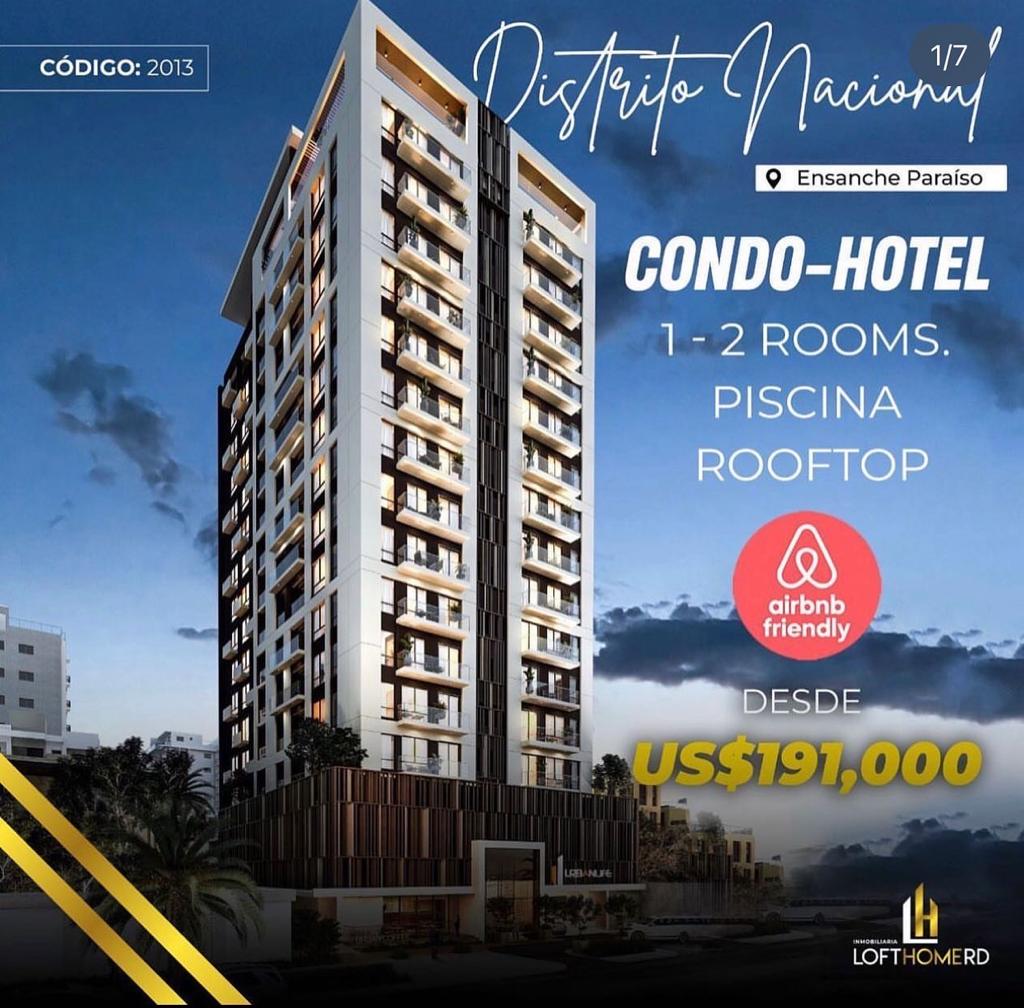 CÓDIGO: 2013
Distrito Nacional
1/7
Ensanche Paraíso
CONDO-HOTEL
1 - 2 ROOMS.
PISCINA
ROOFTOP
airbnb
friendly
DESDE
US$191,000
URBANLIFE
INMOBILIARIA
LOFTHOMERD